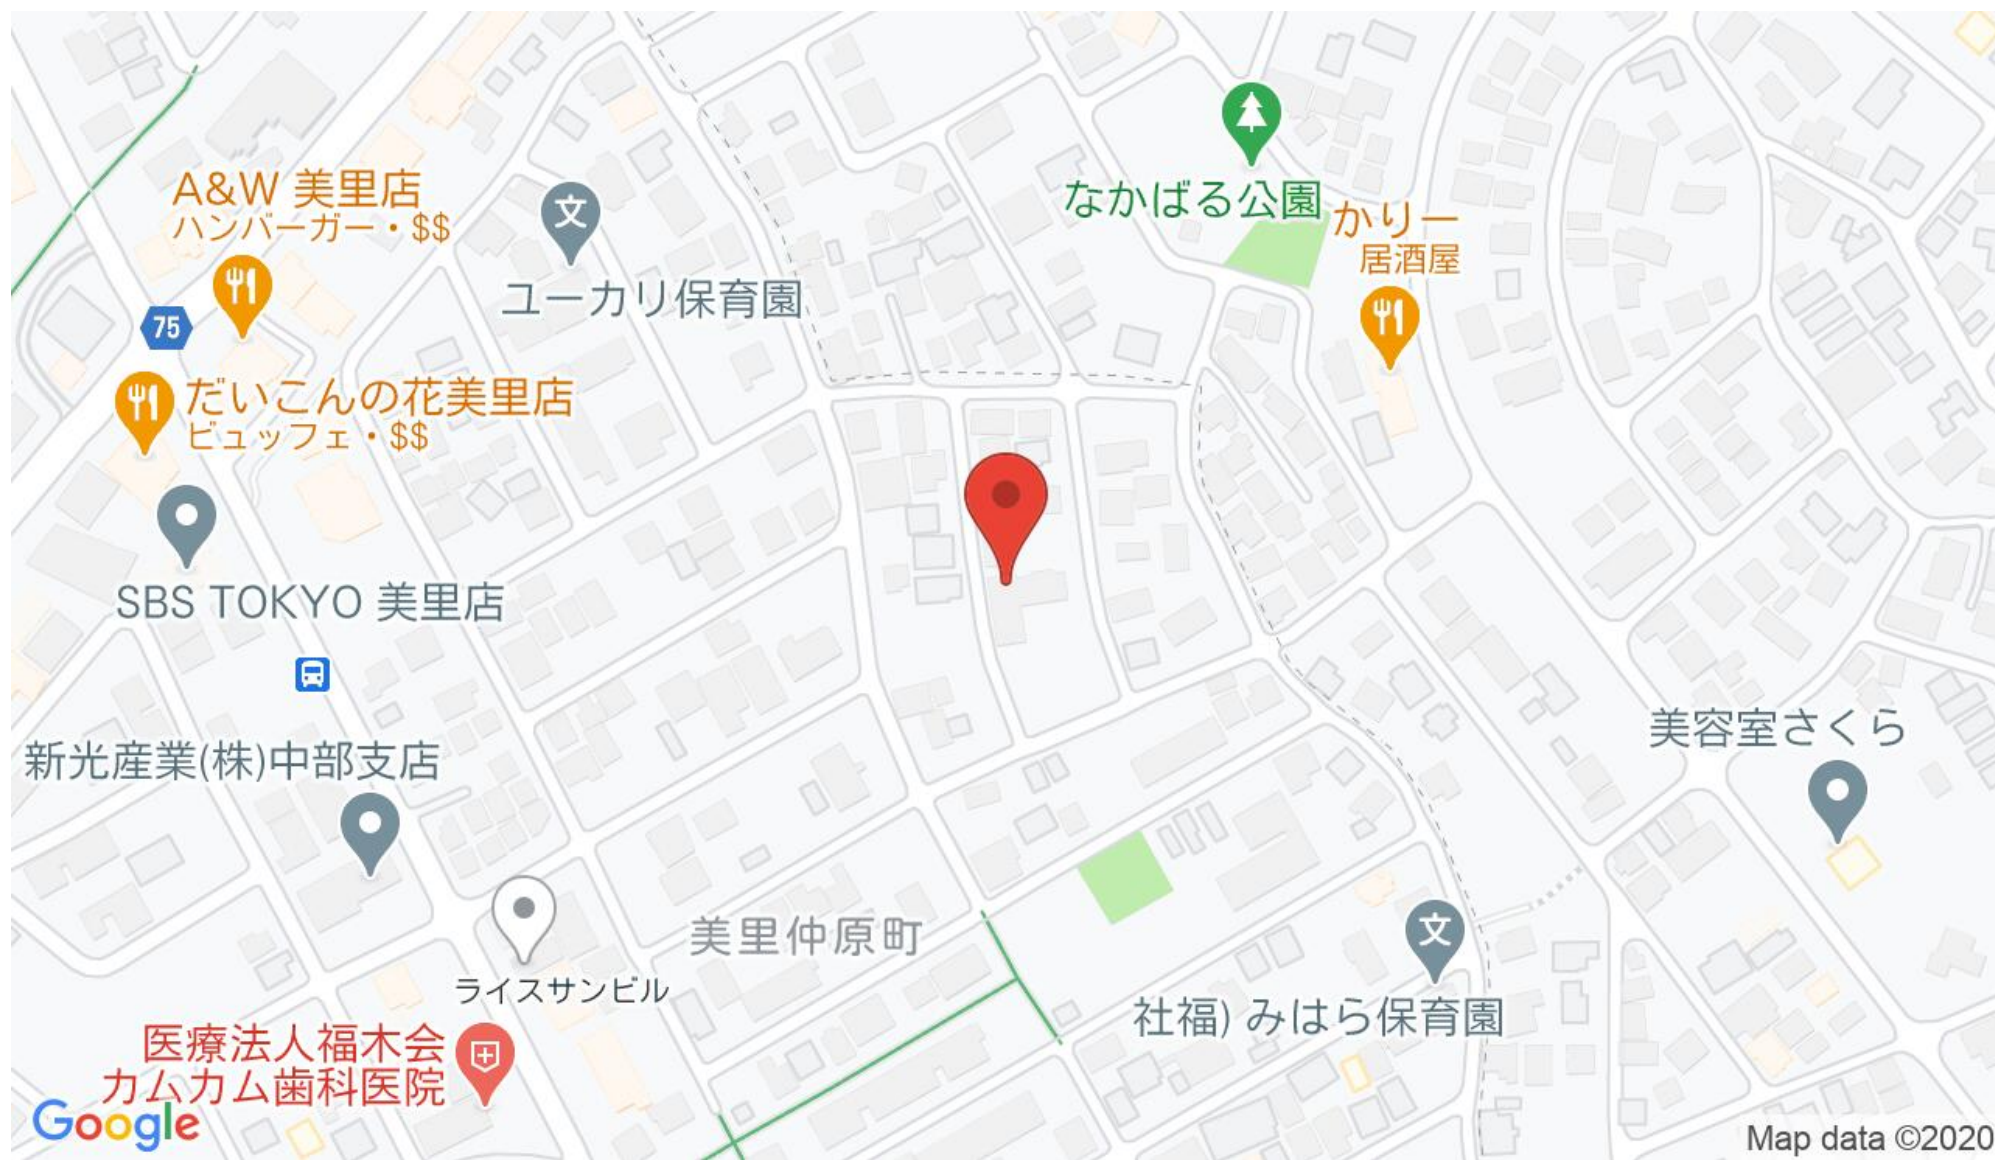 A&W 美里店
ハンバーガー・$$
文
ユーカリ保育園
なかばる公園
かりー
居酒屋
75
だいこんの花美里店
ビュッフェ・$$
SBS TOKYO 美里店
新光産業(株)中部支店
美容室さくら
ライスサンビル
美里仲原町
文
社福) みはら保育園
医療法人福木会
カムカム歯科医院
Google
Map data ©2020